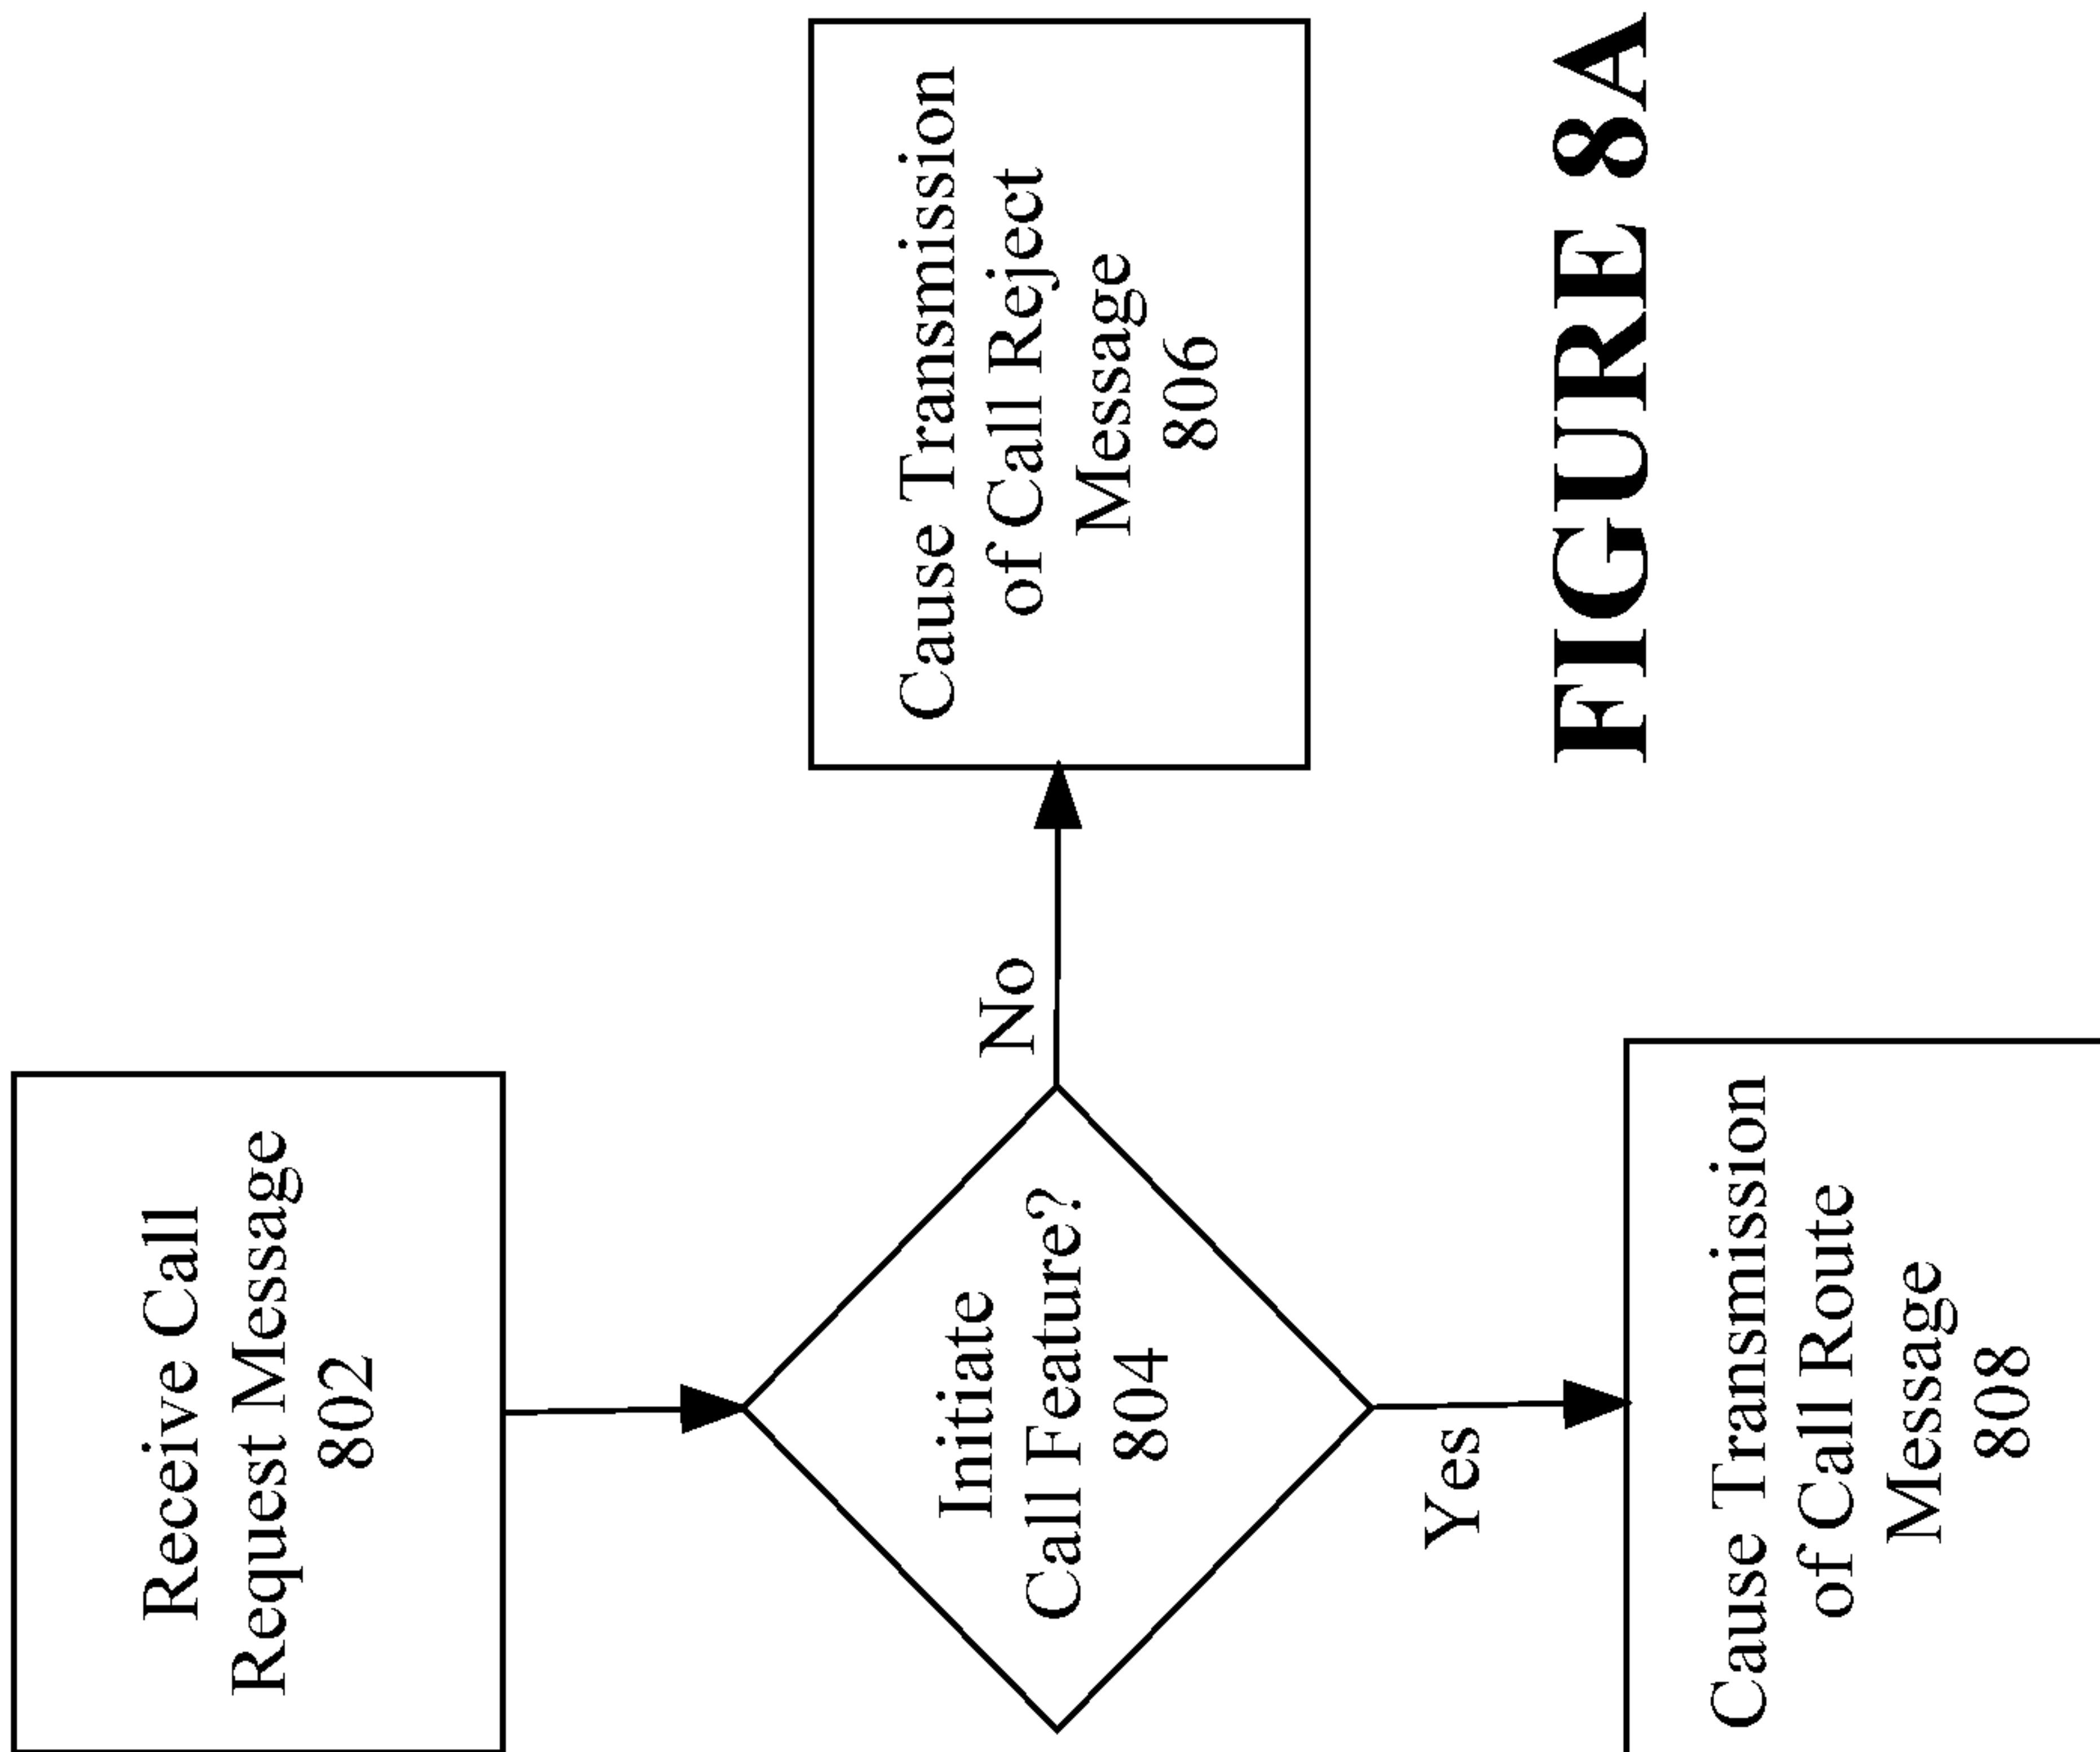 Receive Call
Request Message
802
Initiate
Call Feature?
804
No
Cause Transmission
of Call Reject
Message
806
Yes
Cause Transmission
of Call Route
Message
808
FIGURE 8A